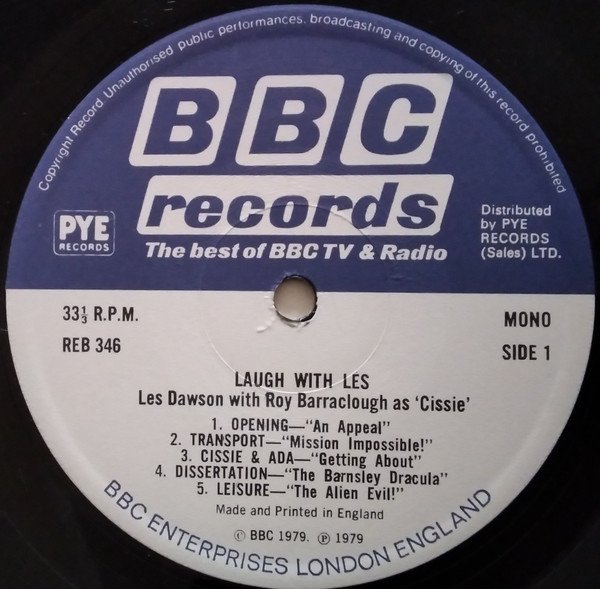 Copyright Record Unauthorised public performances, broadcasting and copying of this record prohibited
BBC
records
The best of BBC TV & Radio
PYE
RECORDS
Distributed
by PYE
RECORDS
(Sales) LTD.
33⅓ R.P.M.
REB 346
MONO
SIDE 1
LAUGH WITH LES
Les Dawson with Roy Barraclough as 'Cissie'
1. OPENING—"An Appeal"
2. TRANSPORT—"Mission Impossible!"
3. CISSIE & ADA—"Getting About"
4. DISSERTATION—"The Barnsley Dracula"
5. LEISURE—"The Alien Evil!"
Made and Printed in England
© BBC 1979. ℗ 1979
BBC ENTERPRISES LONDON ENGLAND